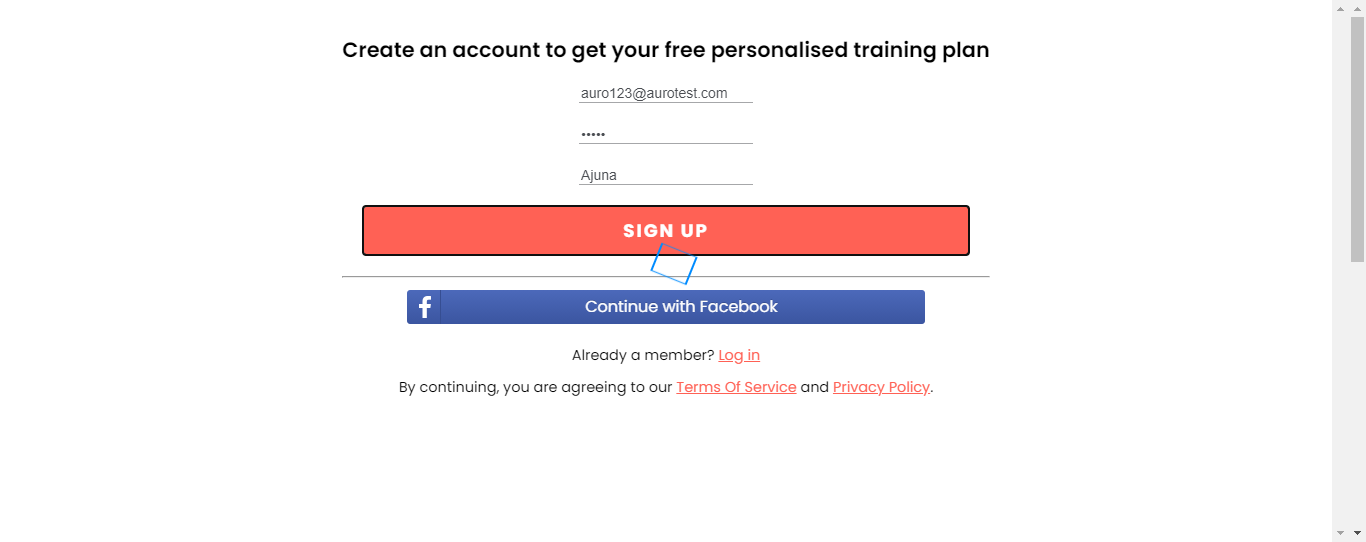 Create an account to get your free personalised training plan
auro123@aurotest.com
•••••
Ajuna
SIGN UP
f Continue with Facebook
Already a member? Log in
By continuing, you are agreeing to our Terms Of Service and Privacy Policy.